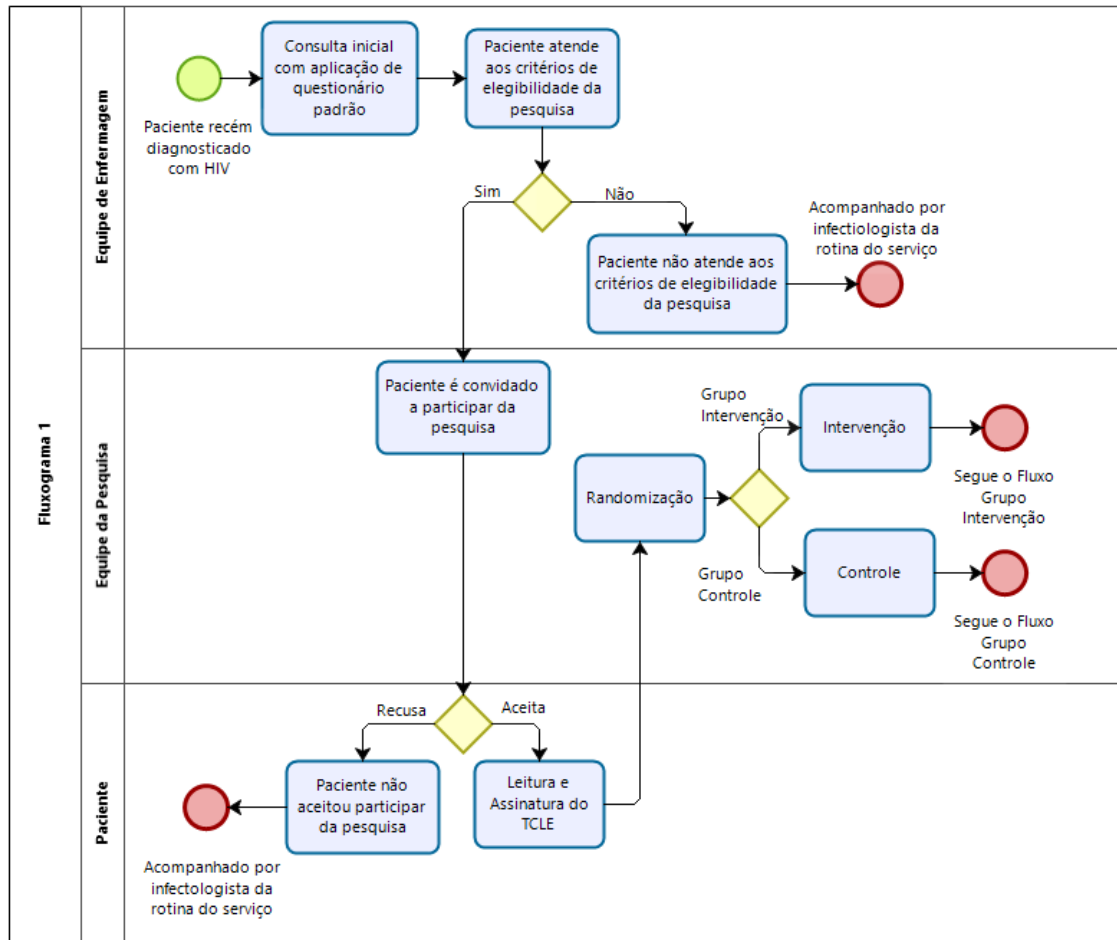 Fluxograma 1
Equipe de Enfermagem
Paciente recém
diagnosticado
com HIV
Consulta inicial
com aplicação de
questionário
padrão
Paciente atende
aos critérios de
elegibilidade da
pesquisa
Sim
Não
Paciente não atende aos
critérios de elegibilidade
da pesquisa
Acompanhado por
infectiologista da
rotina do serviço
Equipe da Pesquisa
Paciente é convidado
a participar da
pesquisa
Randomização
Grupo
Intervenção
Intervenção
Segue o Fluxo
Grupo
Intervenção
Grupo
Controle
Controle
Segue o Fluxo
Grupo
Controle
Paciente
Recusa
Aceita
Paciente não
aceitou participar
da pesquisa
Acompanhado por
infectologista da
rotina do serviço
Leitura e
Assinatura do
TCLE